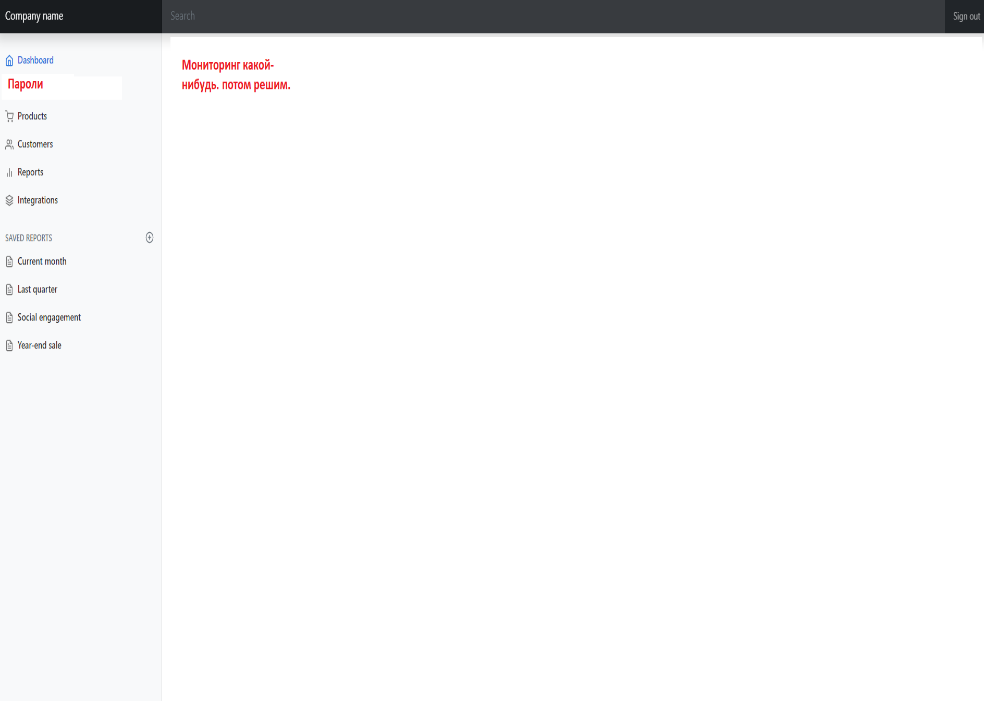 Company name
Search
Sign out
Dashboard
Пароли
Products
Customers
Reports
Integrations
SAVED REPORTS
Current month
Last quarter
Social engagement
Year-end sale
Мониторинг какой-
нибудь. потом решим.